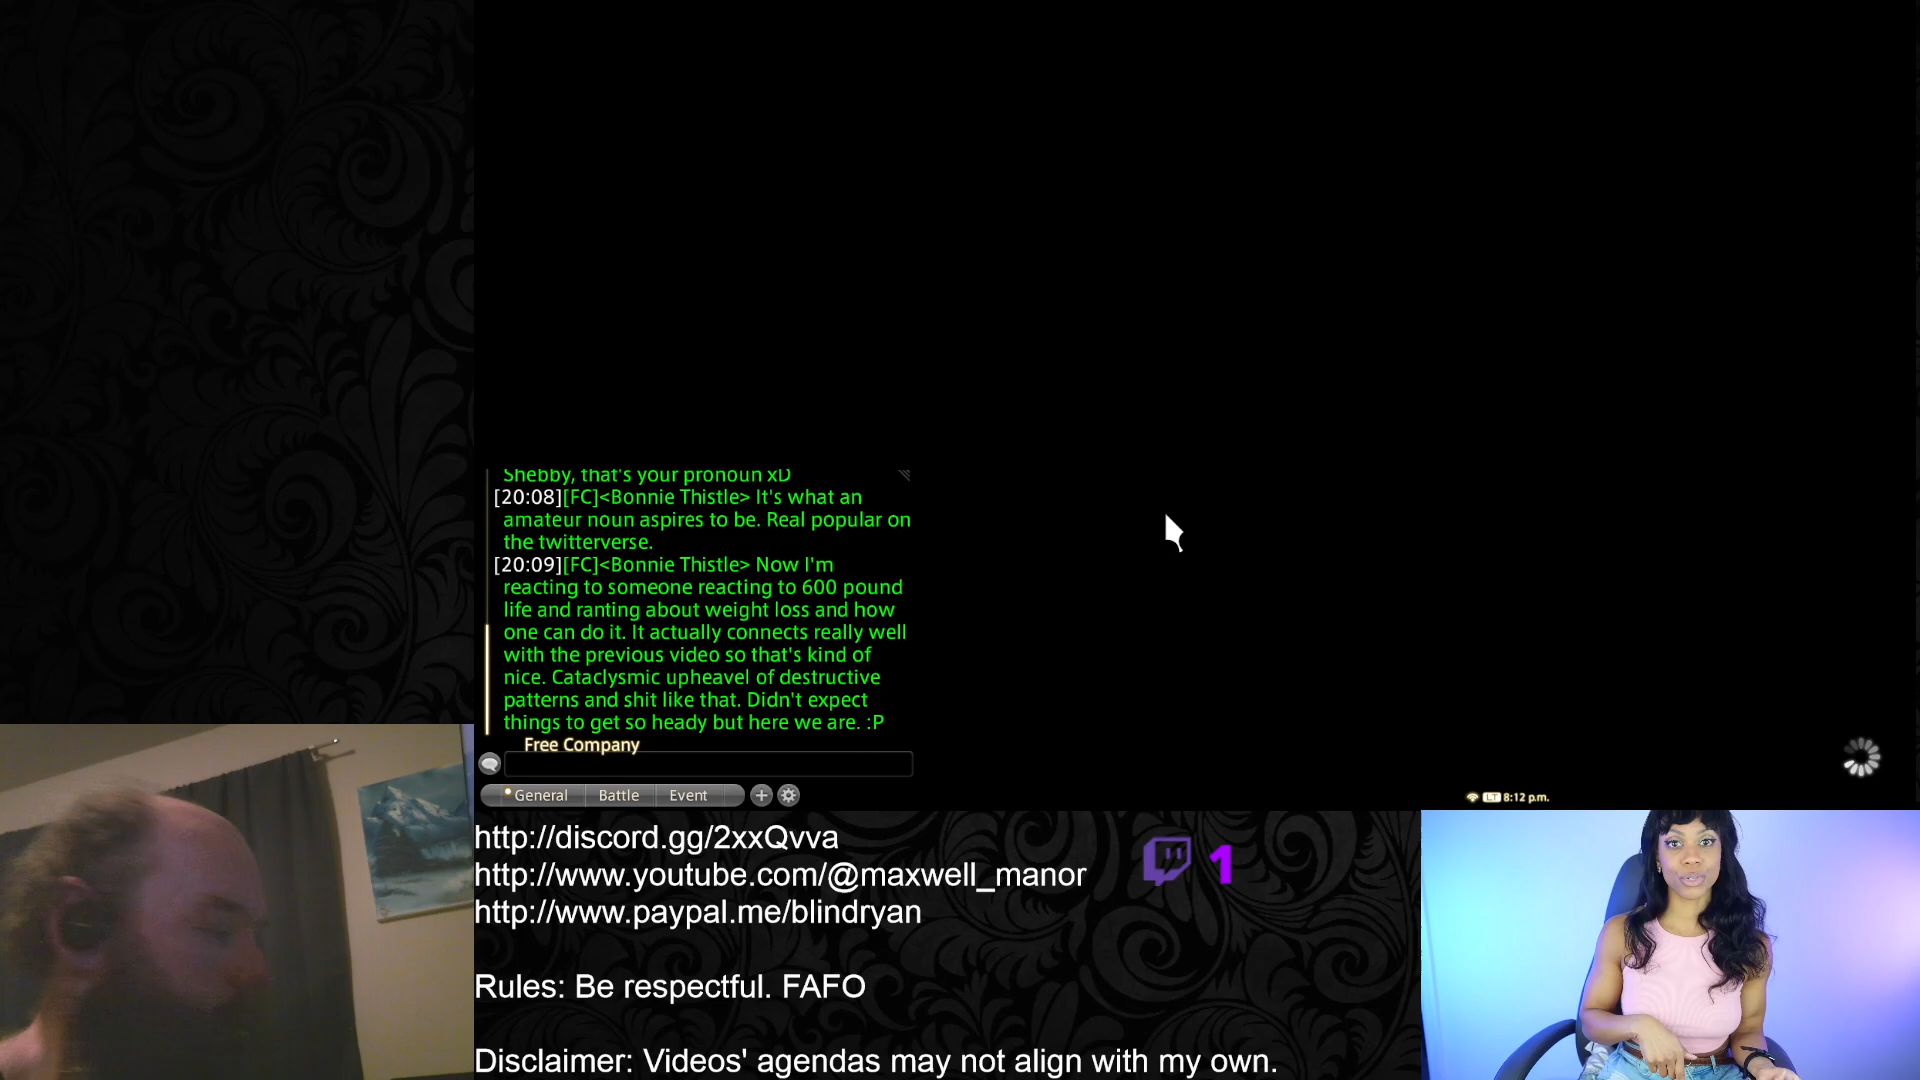 Shebby, that's your pronoun xD
[20:08][FC]<Bonnie Thistle> It's what an
amateur noun aspires to be. Real popular on
the twitterverse.
[20:09][FC]<Bonnie Thistle> Now I'm
reacting to someone reacting to 600 pound
life and ranting about weight loss and how
one can do it. It actually connects really well
with the previous video so that's kind of
nice. Cataclysmic upheavel of destructive
patterns and shit like that. Didn't expect
things to get so heady but here we are. :P
Free Company
General Battle Event
LT 8:12 p.m.
http://discord.gg/2xxQvva
http://www.youtube.com/@maxwell_manor
http://www.paypal.me/blindryan
1
Rules: Be respectful. FAFO
Disclaimer: Videos' agendas may not align with my own.